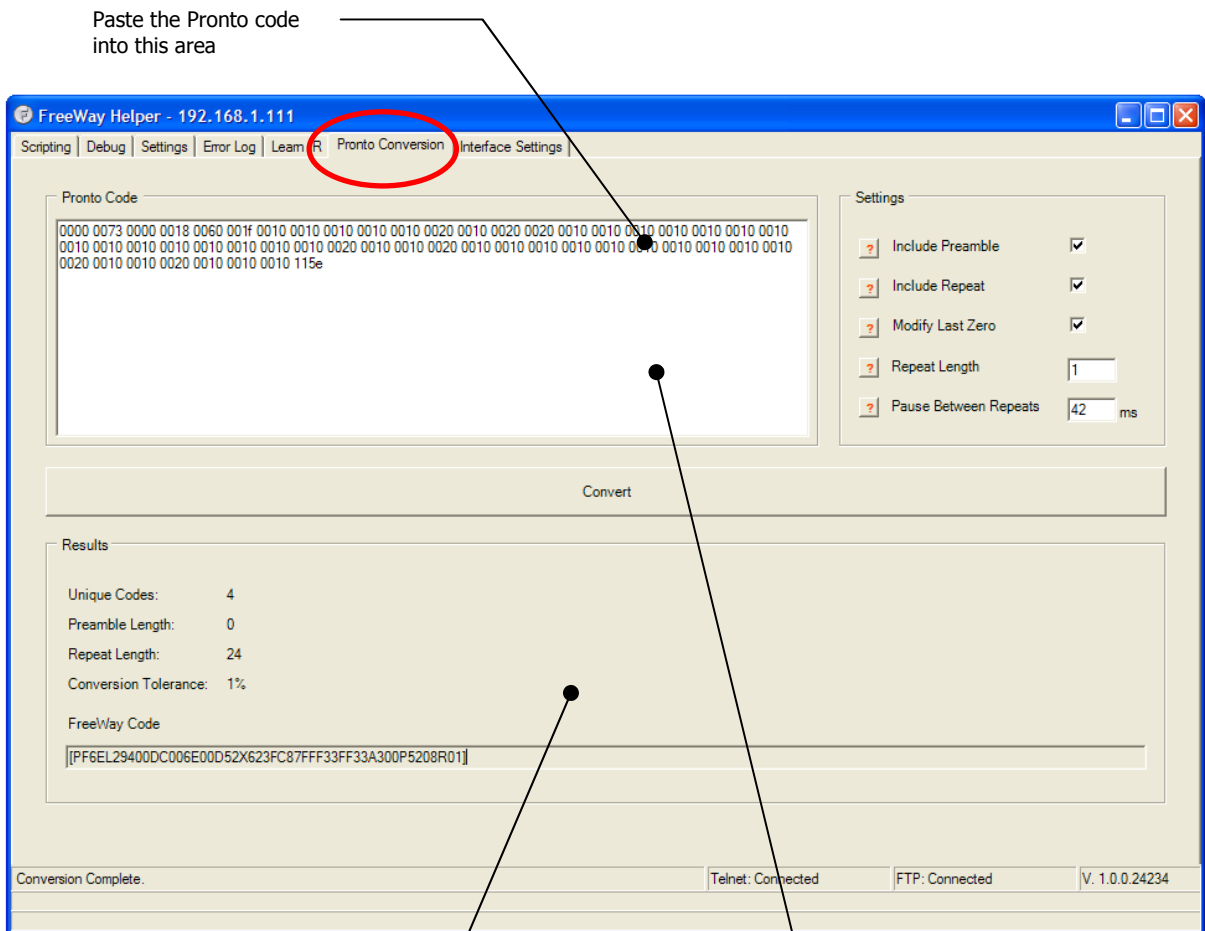 Paste the Pronto code
into this area
FreeWay Helper - 192.168.1.111
Scripting Debug Settings Error Log Learn IR Pronto Conversion Interface Settings
Pronto Code
0000 0073 0000 0018 0060 001f 0010 0010 0010 0010 0010 0020 0010 0020 0020 0010 0010 0010 0010 0010 0010 0010
0010 0010 0010 0010 0010 0010 0010 0010 0020 0010 0010 0020 0010 0010 0010 0010 0010 0010 0010 0010 0010 0010
0020 0010 0010 0020 0010 0010 0010 115e
Settings
? Include Preamble
? Include Repeat
? Modify Last Zero
? Repeat Length 1
? Pause Between Repeats 42 ms
Convert
Results
Unique Codes: 4
Preamble Length: 0
Repeat Length: 24
Conversion Tolerance: 1%
FreeWay Code
[PF6EL29400DC006E00D52X623FC87FFF33FF33A300P5208R01]
Conversion Complete. Telnet: Connected FTP: Connected V. 1.0.0.24234